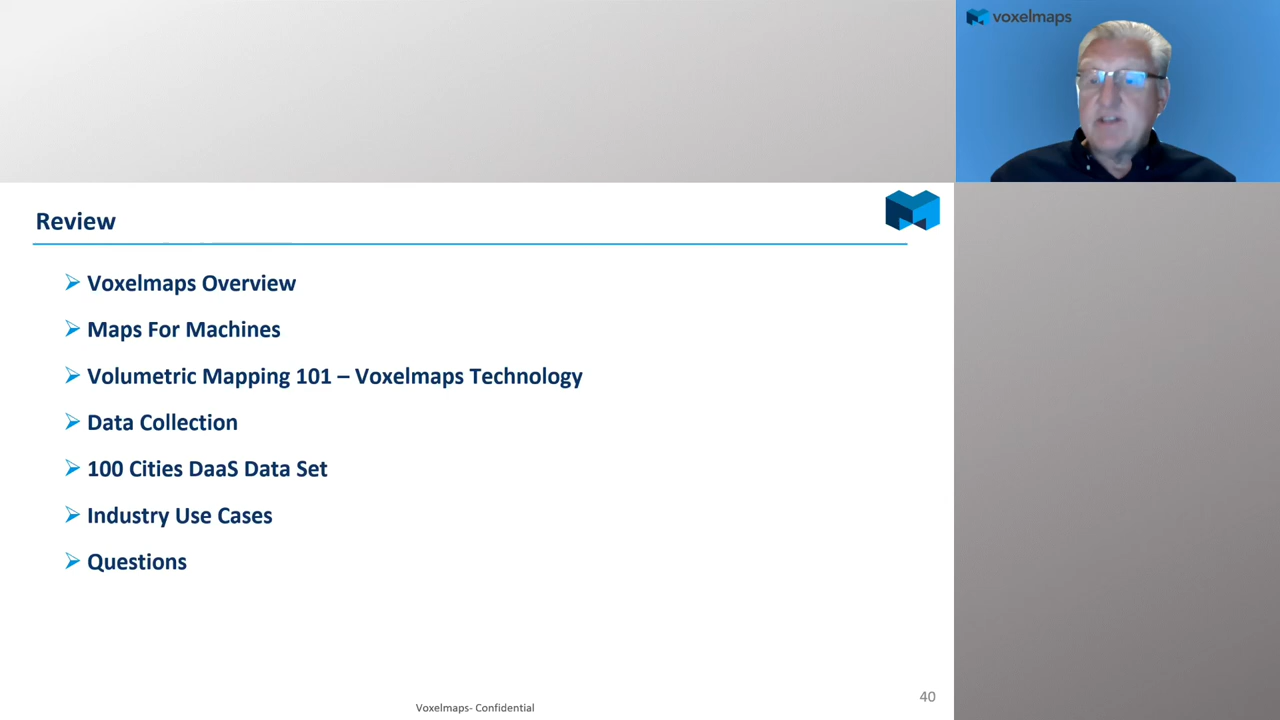 voxelmaps
Review
Voxelmaps Overview
Maps For Machines
Volumetric Mapping 101 – Voxelmaps Technology
Data Collection
100 Cities DaaS Data Set
Industry Use Cases
Questions
Voxelmaps- Confidential
40